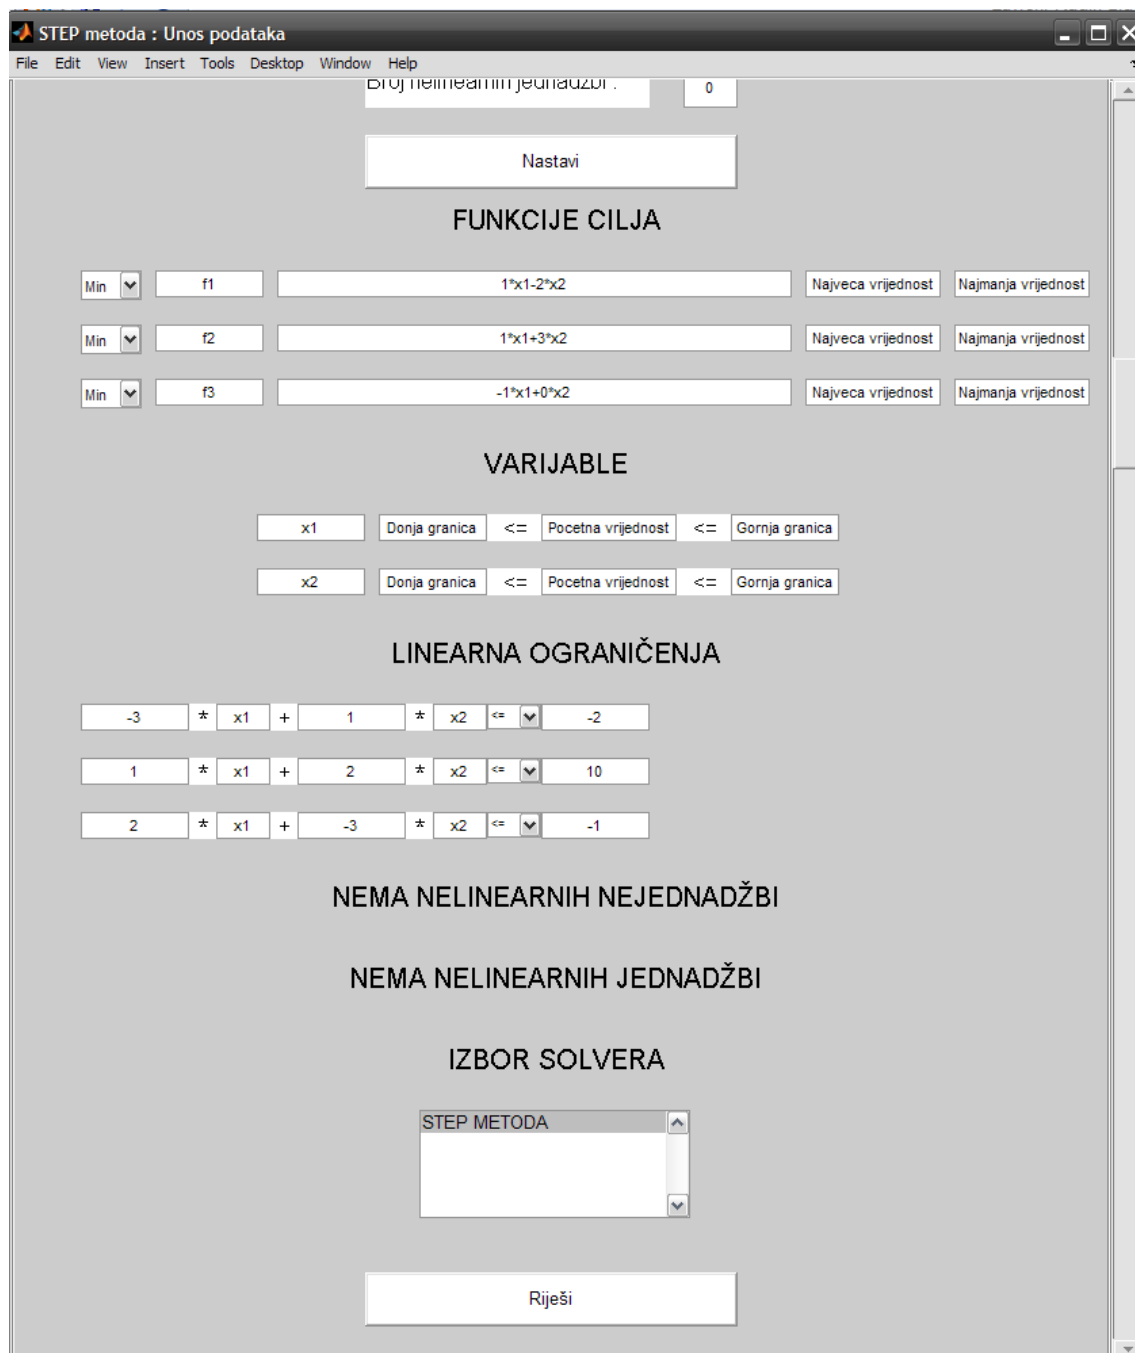 STEP metoda : Unos podataka
File Edit View Insert Tools Desktop Window Help
Broj nelinearnih jednadžbi : 0
Nastavi
FUNKCIJE CILJA
Min f1 1*x1-2*x2 Najveca vrijednost Najmanja vrijednost
Min f2 1*x1+3*x2 Najveca vrijednost Najmanja vrijednost
Min f3 -1*x1+0*x2 Najveca vrijednost Najmanja vrijednost
VARIJABLE
x1 Donja granica <= Pocetna vrijednost <= Gornja granica
x2 Donja granica <= Pocetna vrijednost <= Gornja granica
LINEARNA OGRANIČENJA
-3 * x1 + 1 * x2 <= -2
1 * x1 + 2 * x2 <= 10
2 * x1 + -3 * x2 <= -1
NEMA NELINEARNIH NEJEDNADŽBI
NEMA NELINEARNIH JEDNADŽBI
IZBOR SOLVERA
STEP METODA
Riješi